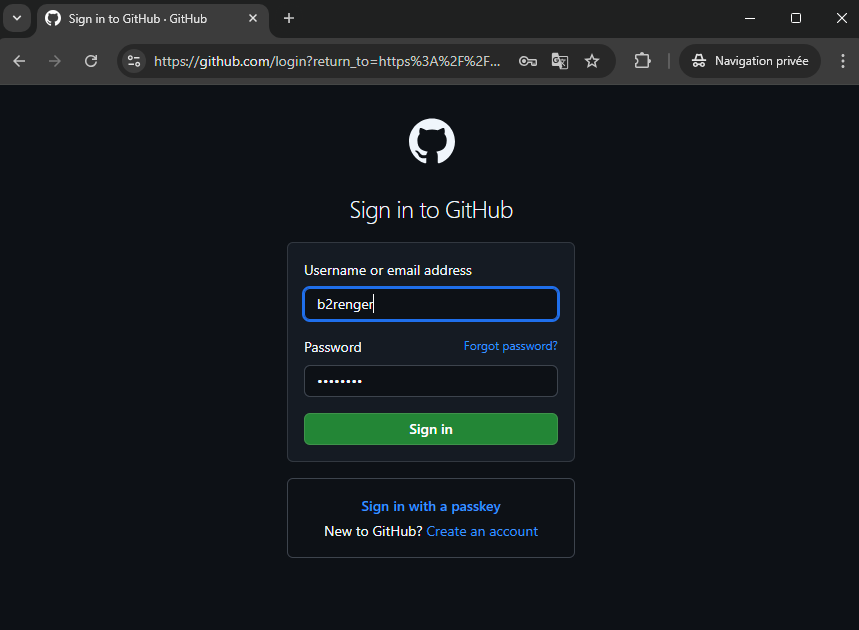 Sign in to GitHub · GitHub
https://github.com/login?return_to=https%3A%2F%2F...
Navigation privée
Sign in to GitHub
Username or email address
b2renger
Password
Forgot password?
••••••••
Sign in
Sign in with a passkey
New to GitHub? Create an account